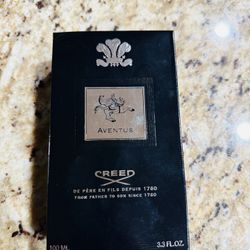 AVENTUS
CREED
DE PÈRE EN FILS DEPUIS 1760
FROM FATHER TO SON SINCE 1760
100 ML 3.3 FL.OZ.